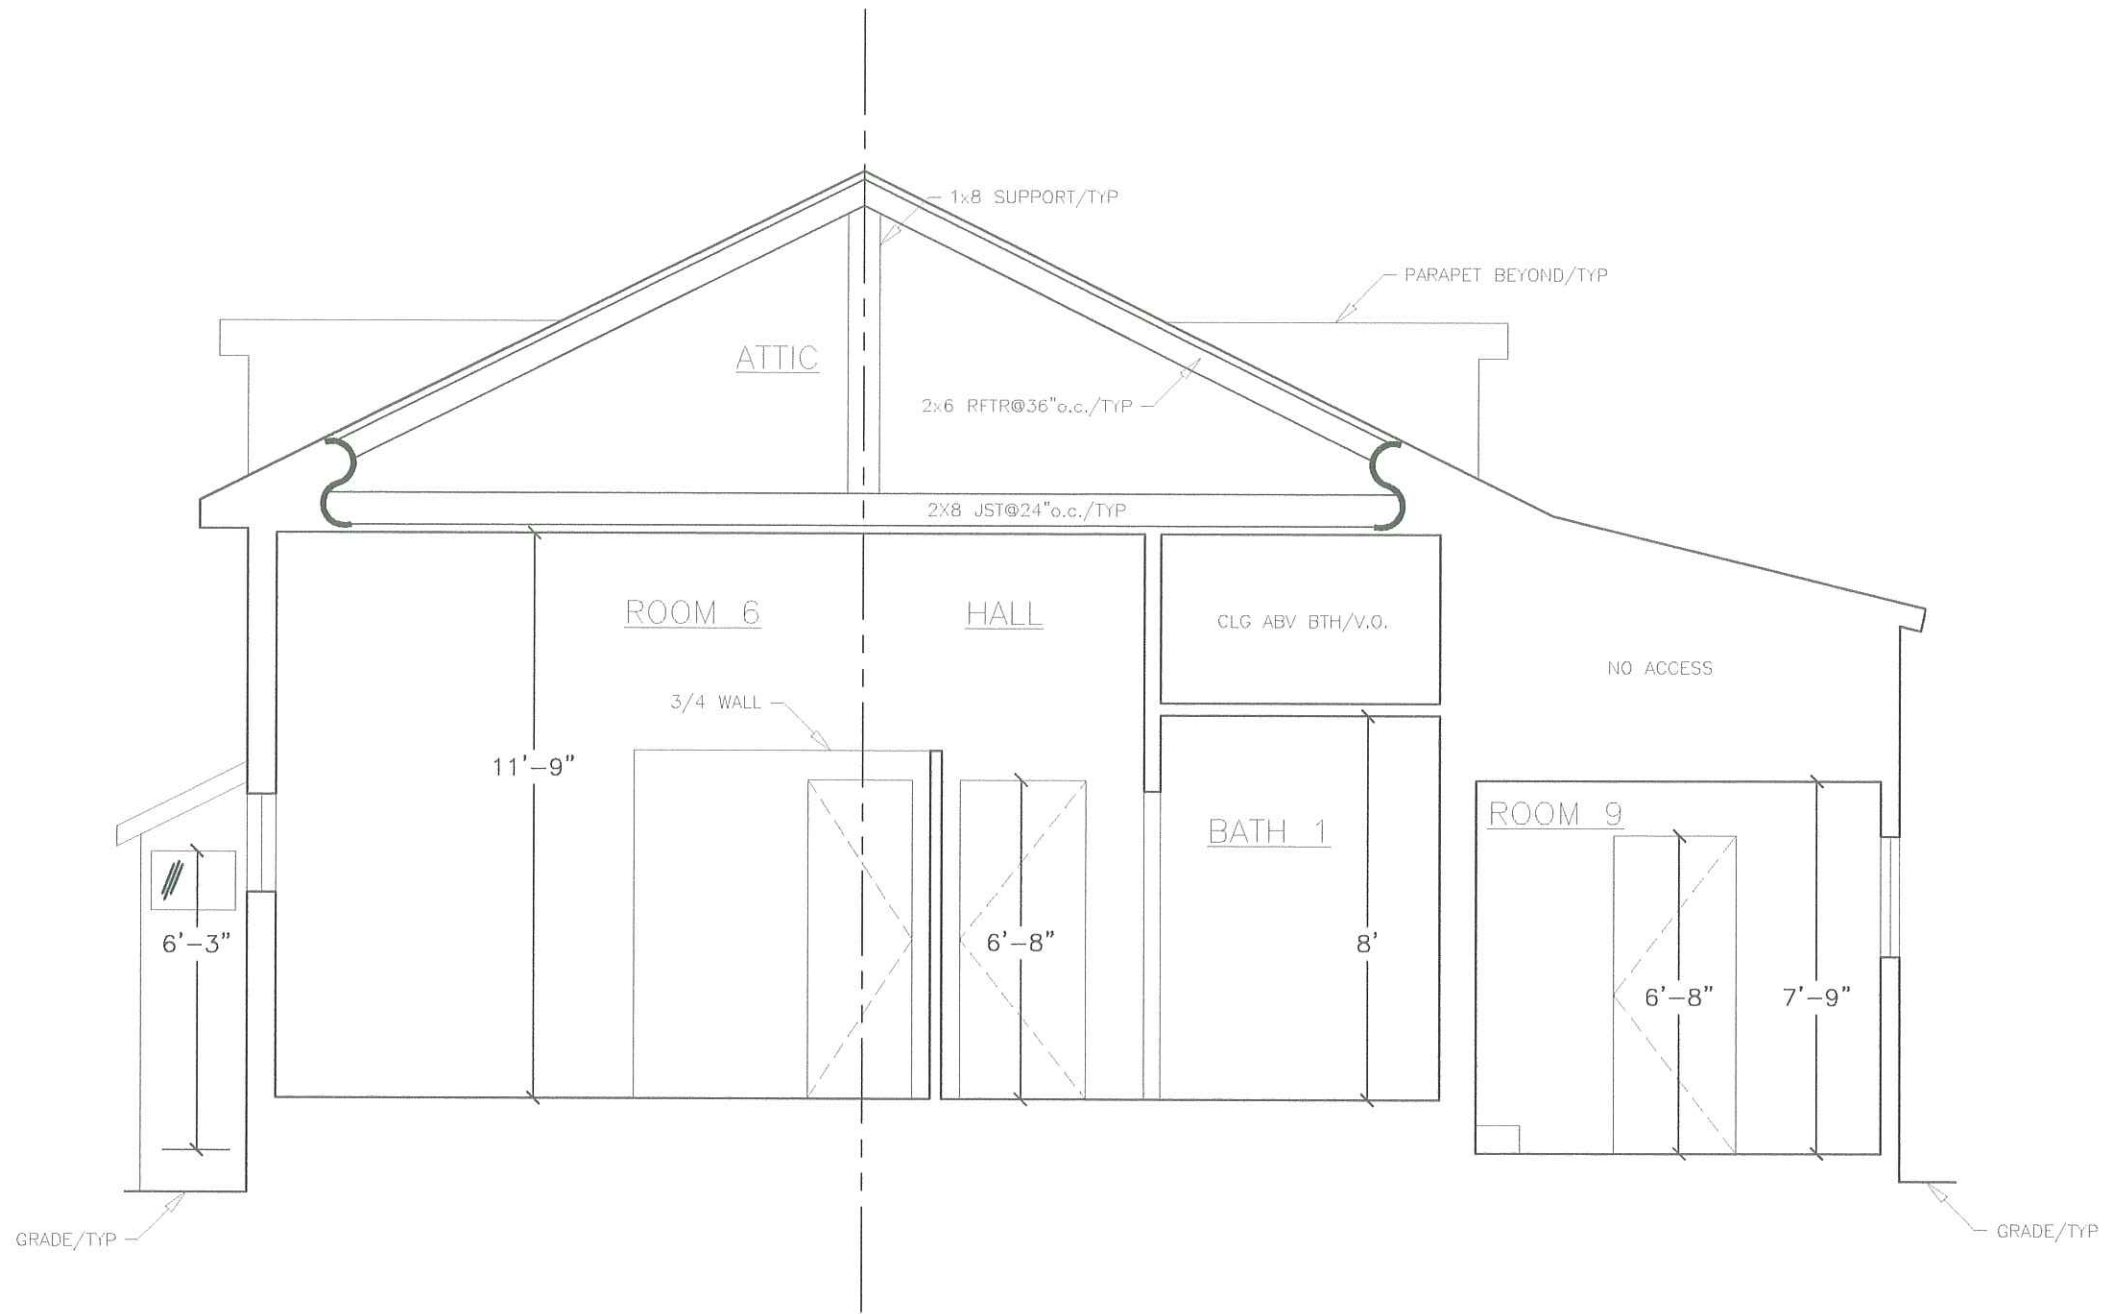 1x8 SUPPORT/TYP
PARAPET BEYOND/TYP
ATTIC
2x6 RFTR@36"o.c./TYP
2X8 JST@24"o.c./TYP
ROOM 6
HALL
CLG ABV BTH/V.O.
NO ACCESS
3/4 WALL
11'-9"
ROOM 9
BATH 1
6'-3"
6'-8"
8'
6'-8"
7'-9"
GRADE/TYP
GRADE/TYP